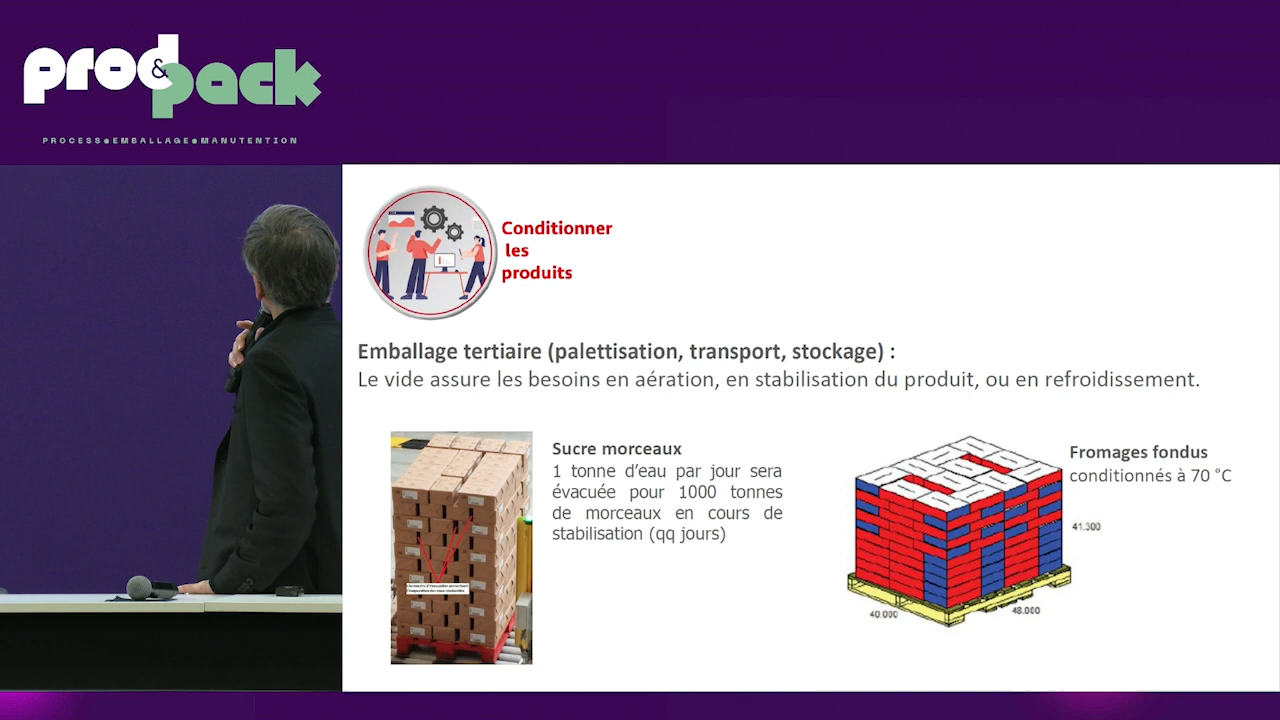 prod&pack
PROCESS●EMBALLAGE●MANUTENTION
Conditionner
les
produits
Emballage tertiaire (palettisation, transport, stockage) :
Le vide assure les besoins en aération, en stabilisation du produit, ou en refroidissement.
Sucre morceaux
1 tonne d’eau par jour sera
évacuée pour 1000 tonnes
de morceaux en cours de
stabilisation (qq jours)
Fromages fondus
conditionnés à 70 °C
41.300
40.000
48.000